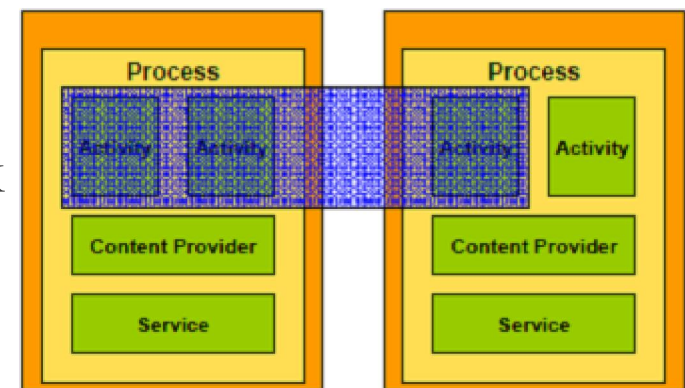 Process Process
Activity Activity Activity Activity
Content Provider Content Provider
Service Service